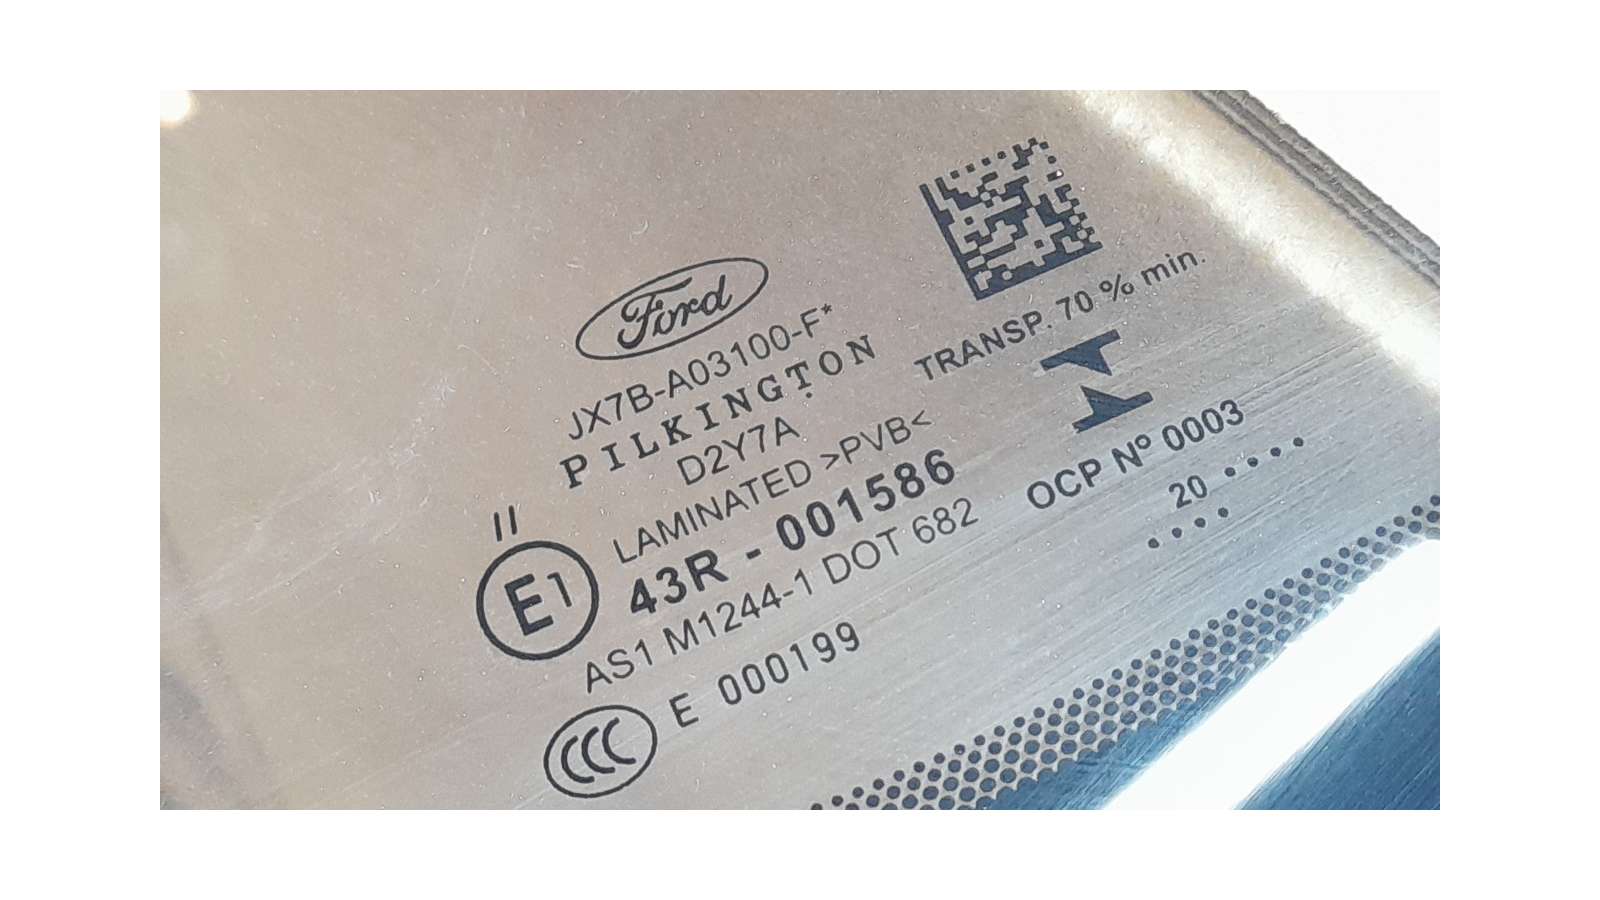 Ford
JX7B-A03100-F*
PILKINGTON
D2Y7A
LAMINATED >PVB<
43R - 001586
AS1 M1244-1 DOT 682
II
E1
CCC
E 000199
TRANSP. 70 % min.
OCP Nº 0003
.... 20 ....